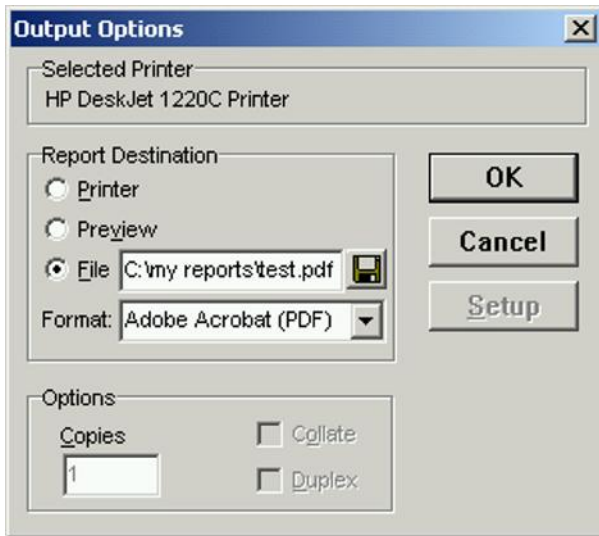 Output Options
Selected Printer
HP DeskJet 1220C Printer
Report Destination
Printer
Preview
File C:\my reports\test.pdf
Format: Adobe Acrobat (PDF)
OK
Cancel
Setup
Options
Copies
1
Collate
Duplex